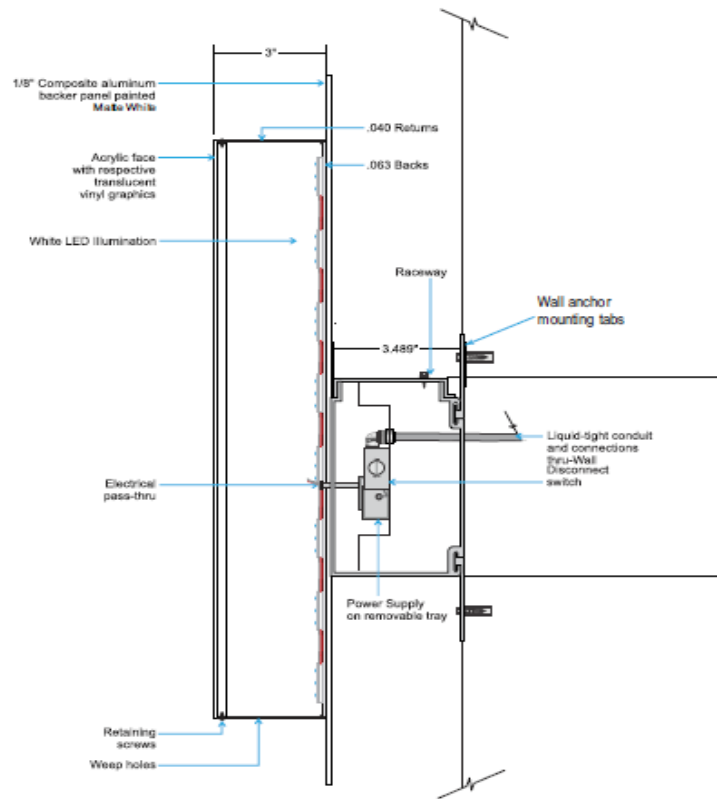 3"
1/8" Composite aluminum
backer panel painted
Matte White
.040 Returns
Acrylic face
with respective
translucent
vinyl graphics
.063 Backs
White LED Illumination
Raceway
Wall anchor
mounting tabs
3.489"
Liquid-tight conduit
and connections
thru-Wall
Disconnect
switch
Electrical
pass-thru
Power Supply
on removable tray
Retaining
screws
Weep holes